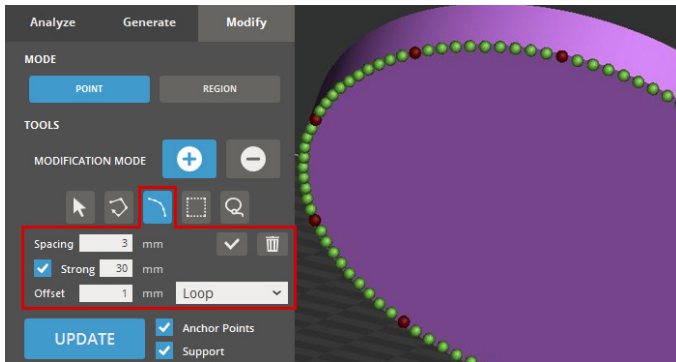 Analyze Generate Modify
MODE
POINT REGION
TOOLS
MODIFICATION MODE
Spacing 3 mm
Strong 30 mm
Offset 1 mm Loop
UPDATE
Anchor Points
Support